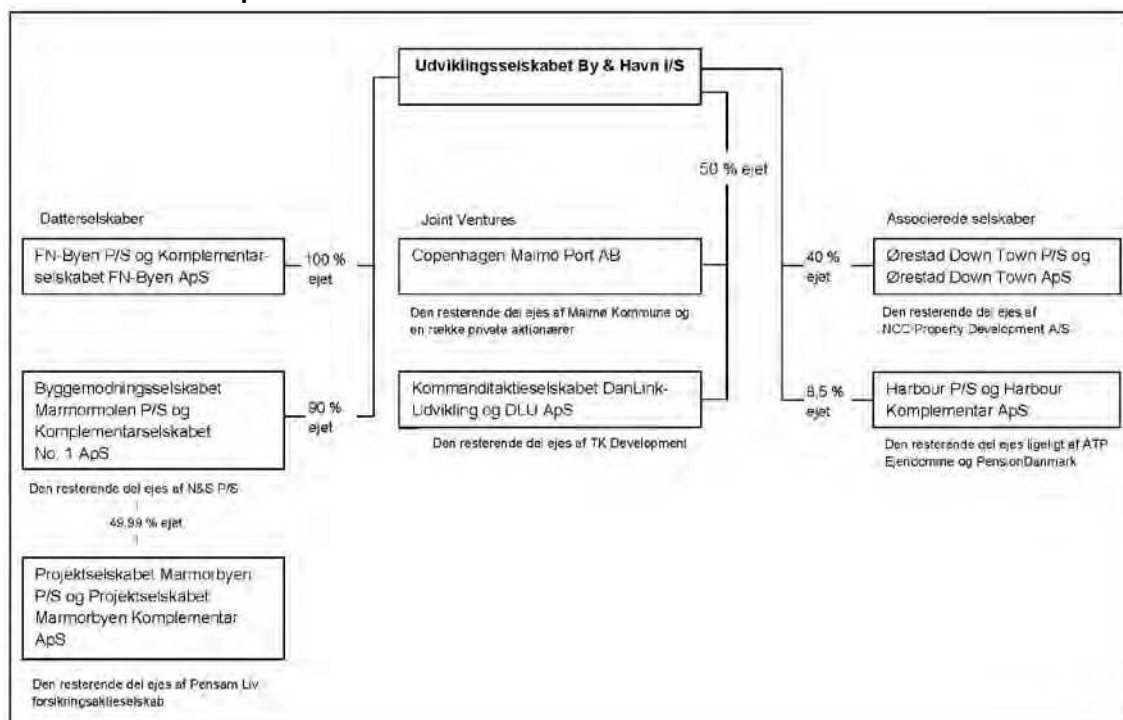 Udviklingsselskabet By & Havn I/S
50 % ejet
Datterselskaber
FN-Byen P/S og Komplementar-
selskabet FN-Byen ApS
100 %
ejet
Byggemodningsselskabet
Marmormolen P/S og
Komplementarselskabet
No. 1 ApS
90 %
ejet
Den resterende del ejes af N&S P/S
49,99 % ejet
Projektselskabet Marmorbyen
P/S og Projektselskabet
Marmorbyen Komplementar
ApS
Den resterende del ejes af Pensam Liv
forsikringsaktieselskab
Joint Ventures
Copenhagen Malmø Port AB
Den resterende del ejes af Malmø Kommune og
en række private aktionærer
Kommanditaktieselskabet DanLink-
Udvikling og DLU ApS
Den resterende del ejes af TK Development
Associerede selskaber
40 %
ejet
Ørestad Down Town P/S og
Ørestad Down Town ApS
Den resterende del ejes af
NCC Property Development A/S
8,5 %
ejet
Harbour P/S og Harbour
Komplementar ApS
Den resterende del ejes ligeligt af ATP
Ejendomme og PensionDanmark